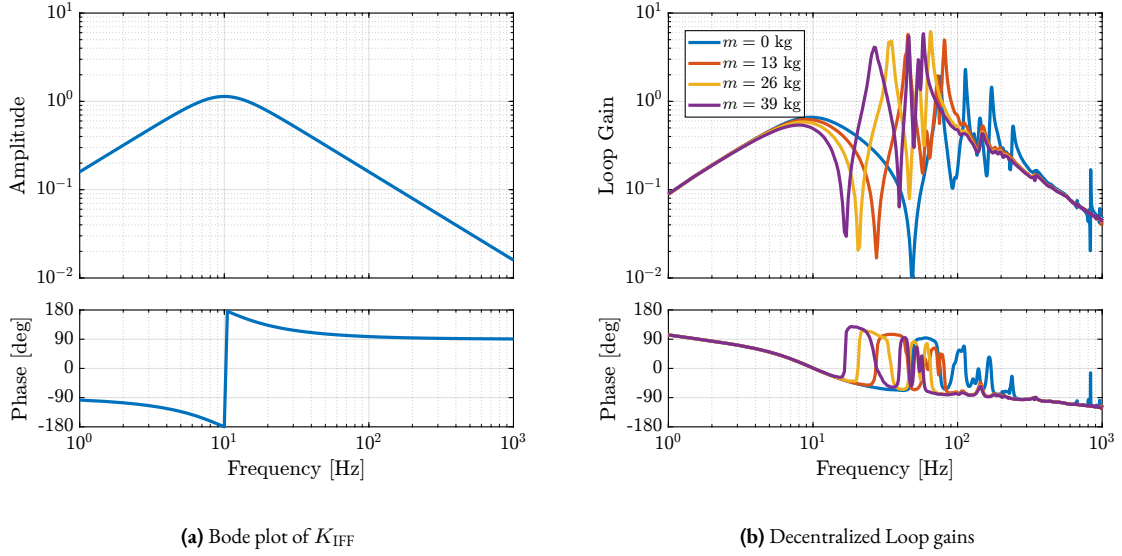 10^1
10^0
10^-1
10^-2
Amplitude
180
90
0
-90
-180
Phase [deg]
10^0 10^1 10^2 10^3
Frequency [Hz]
(a) Bode plot of K_IFF
10^1
10^0
10^-1
10^-2
Loop Gain
m = 0 kg
m = 13 kg
m = 26 kg
m = 39 kg
180
90
0
-90
-180
Phase [deg]
10^0 10^1 10^2 10^3
Frequency [Hz]
(b) Decentralized Loop gains